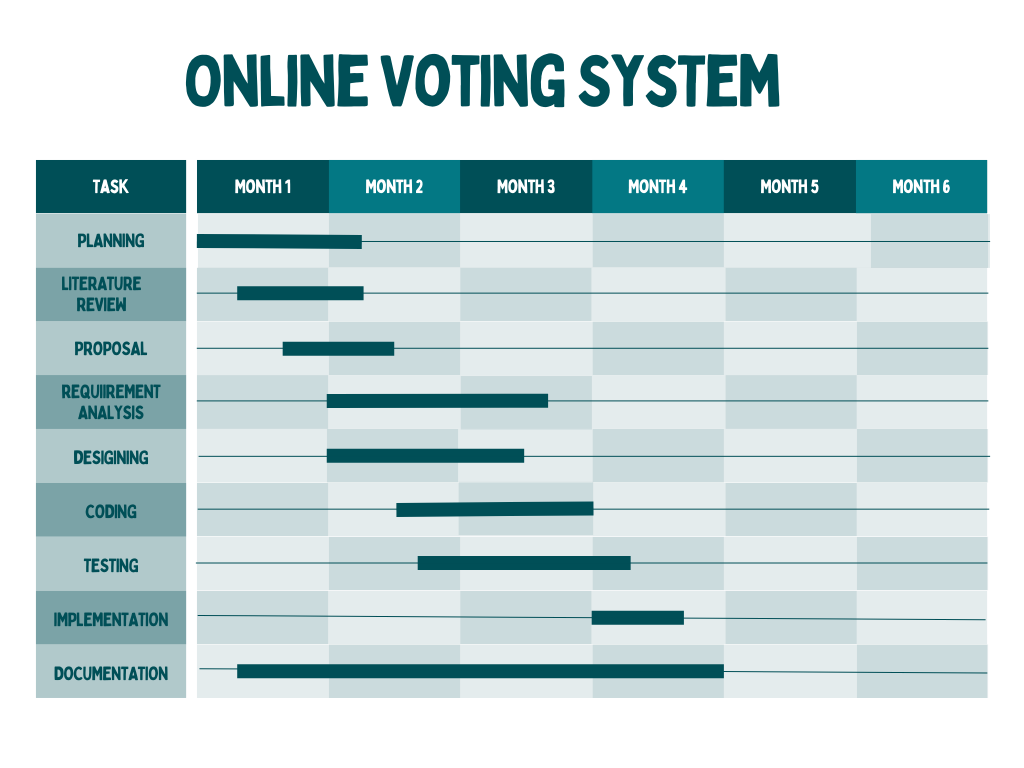 ONLINE VOTING SYSTEM
TASK MONTH 1 MONTH 2 MONTH 3 MONTH 4 MONTH 5 MONTH 6
PLANNING
LITERATURE
REVIEW
PROPOSAL
REQUIIREMENT
ANALYSIS
DESIGINING
CODING
TESTING
IMPLEMENTATION
DOCUMENTATION